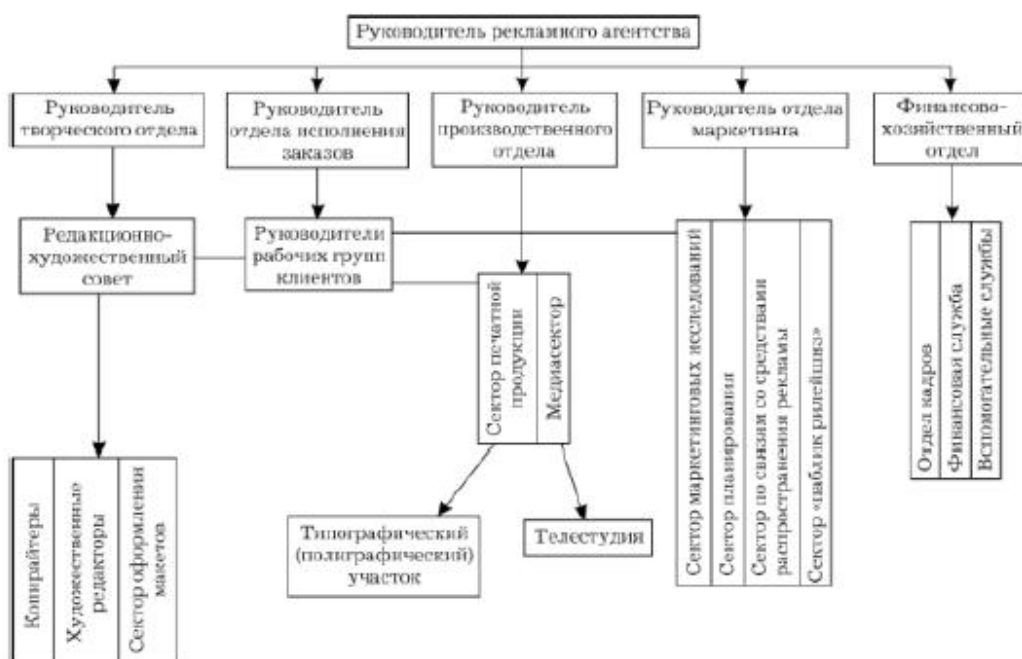 Руководитель рекламного агентства
Руководитель
творческого отдела
Руководитель
отдела исполнения
заказов
Руководитель
производственного
отдела
Руководитель отдела
маркетинга
Финансово-
хозяйственный
отдел
Редакционно-
художественный
совет
Руководители
рабочих групп
клиентов
Сектор печатной
продукции
Медиасектор
Сектор маркетинговых исследований
Сектор планирования
Сектор по связям со средствами
распространения рекламы
Сектор «паблик рилейшнз»
Отдел кадров
Финансовая служба
Вспомогательные службы
Копирайтеры
Художественные
редакторы
Сектор оформления
макетов
Типографический
(полиграфический)
участок
Телестудия